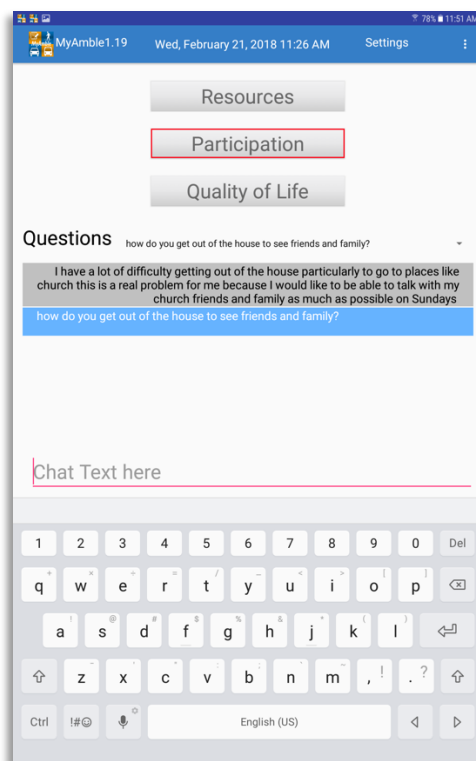 78% 11:51 AM
MyAmble1.19 Wed, February 21, 2018 11:26 AM Settings
Resources
Participation
Quality of Life
Questions how do you get out of the house to see friends and family?
I have a lot of difficulty getting out of the house particularly to go to places like
church this is a real problem for me because I would like to be able to talk with my
church friends and family as much as possible on Sundays
how do you get out of the house to see friends and family?
Chat Text here
1 2 3 4 5 6 7 8 9 0 Del
+ × ÷ = / _ < > [ ]
q w e r t y u i o p
! @ # $ % & * ( )
a s d f g h j k l
- ' " : ;
z x c v b n m , ! . ?
Ctrl !#☺ English (US)